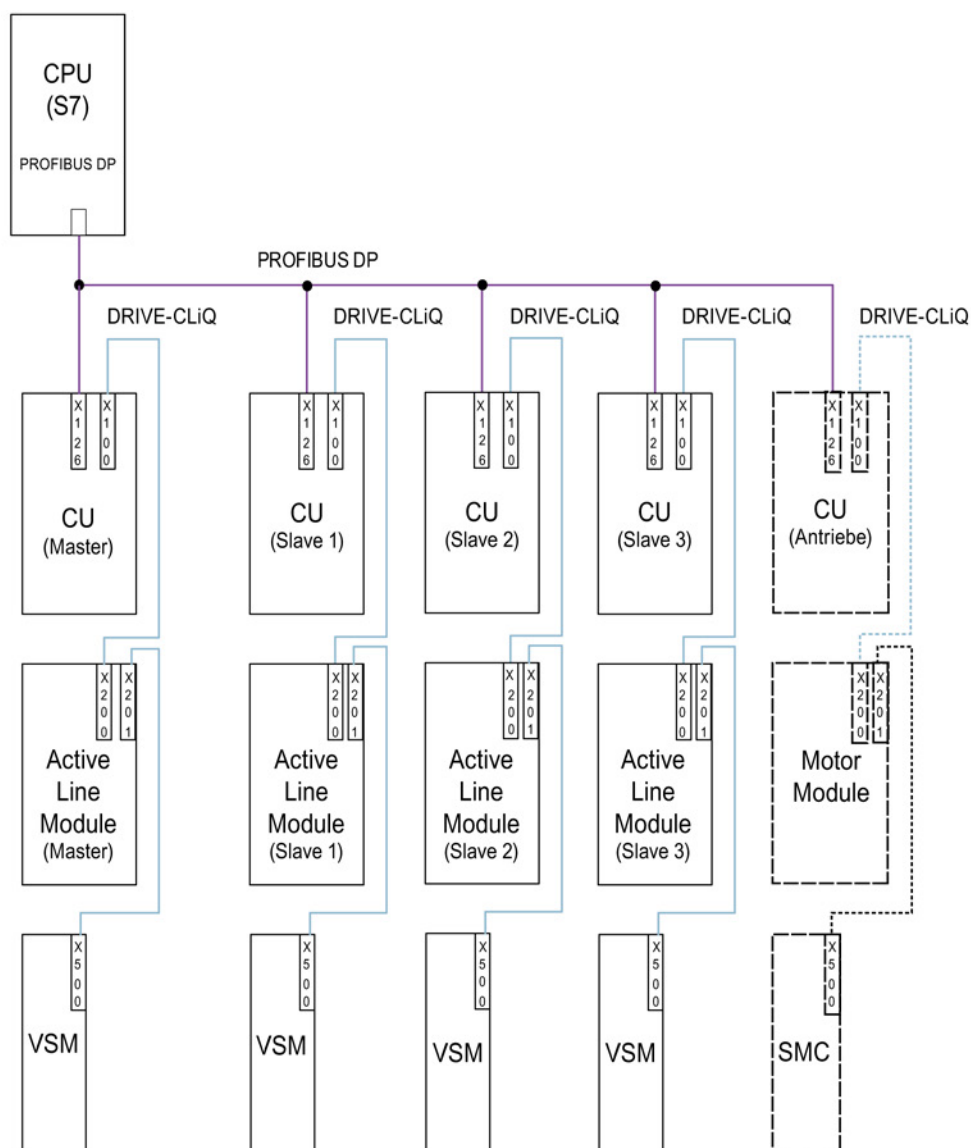 CPU
(S7)
PROFIBUS DP
PROFIBUS DP
DRIVE-CLiQ
DRIVE-CLiQ
DRIVE-CLiQ
DRIVE-CLiQ
DRIVE-CLiQ
X126
X100
X126
X100
X126
X100
X126
X100
X126
X100
CU
(Master)
CU
(Slave 1)
CU
(Slave 2)
CU
(Slave 3)
CU
(Antriebe)
X200
X201
X200
X201
X200
X201
X200
X201
X200
X201
Active
Line
Module
(Master)
Active
Line
Module
(Slave 1)
Active
Line
Module
(Slave 2)
Active
Line
Module
(Slave 3)
Motor
Module
X500
X500
X500
X500
X500
VSM
VSM
VSM
VSM
SMC